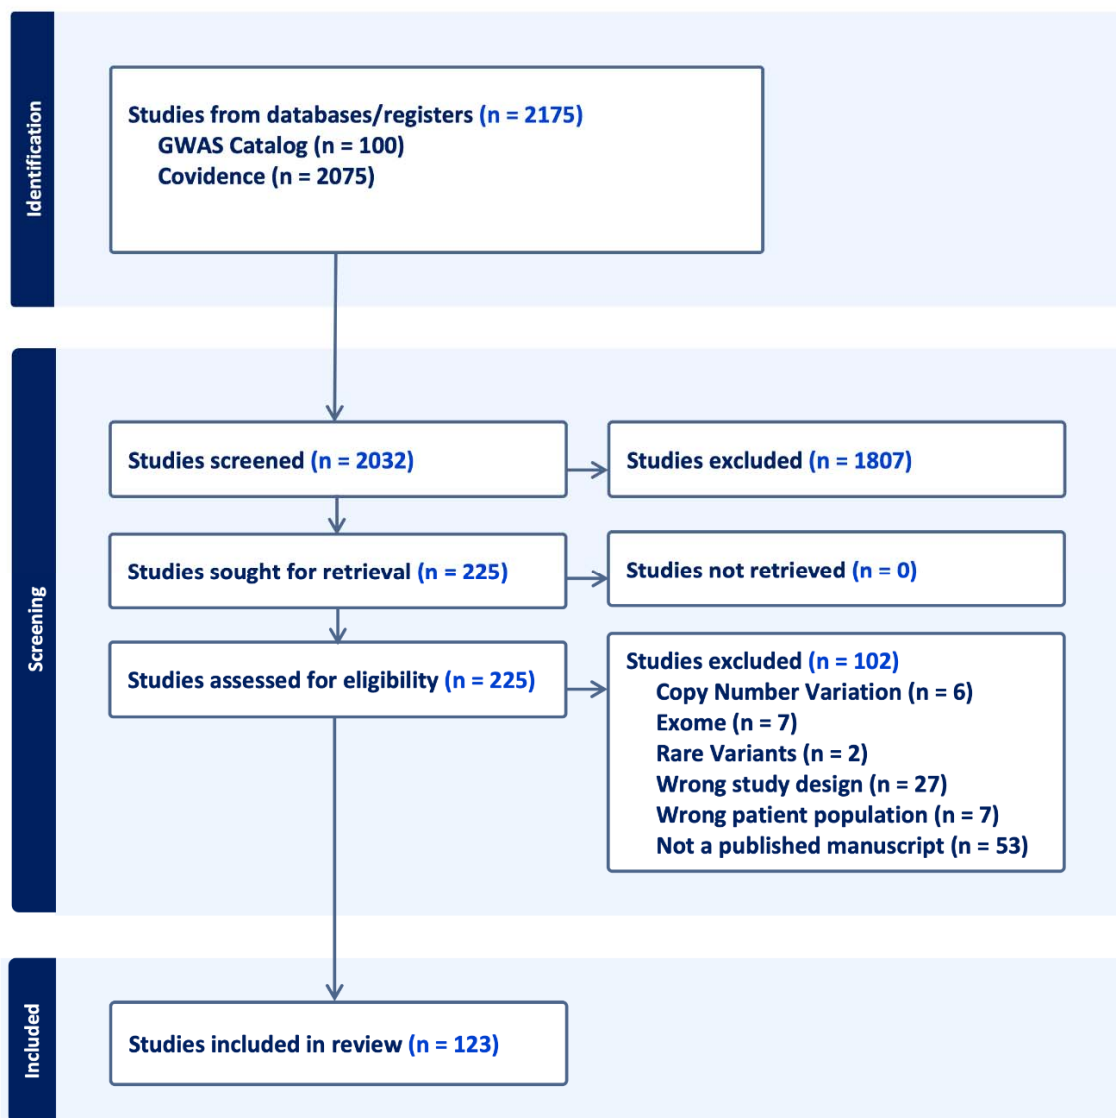 Identification
Studies from databases/registers (n = 2175)
GWAS Catalog (n = 100)
Covidence (n = 2075)
Screening
Studies screened (n = 2032)
Studies excluded (n = 1807)
Studies sought for retrieval (n = 225)
Studies not retrieved (n = 0)
Studies assessed for eligibility (n = 225)
Studies excluded (n = 102)
Copy Number Variation (n = 6)
Exome (n = 7)
Rare Variants (n = 2)
Wrong study design (n = 27)
Wrong patient population (n = 7)
Not a published manuscript (n = 53)
Included
Studies included in review (n = 123)